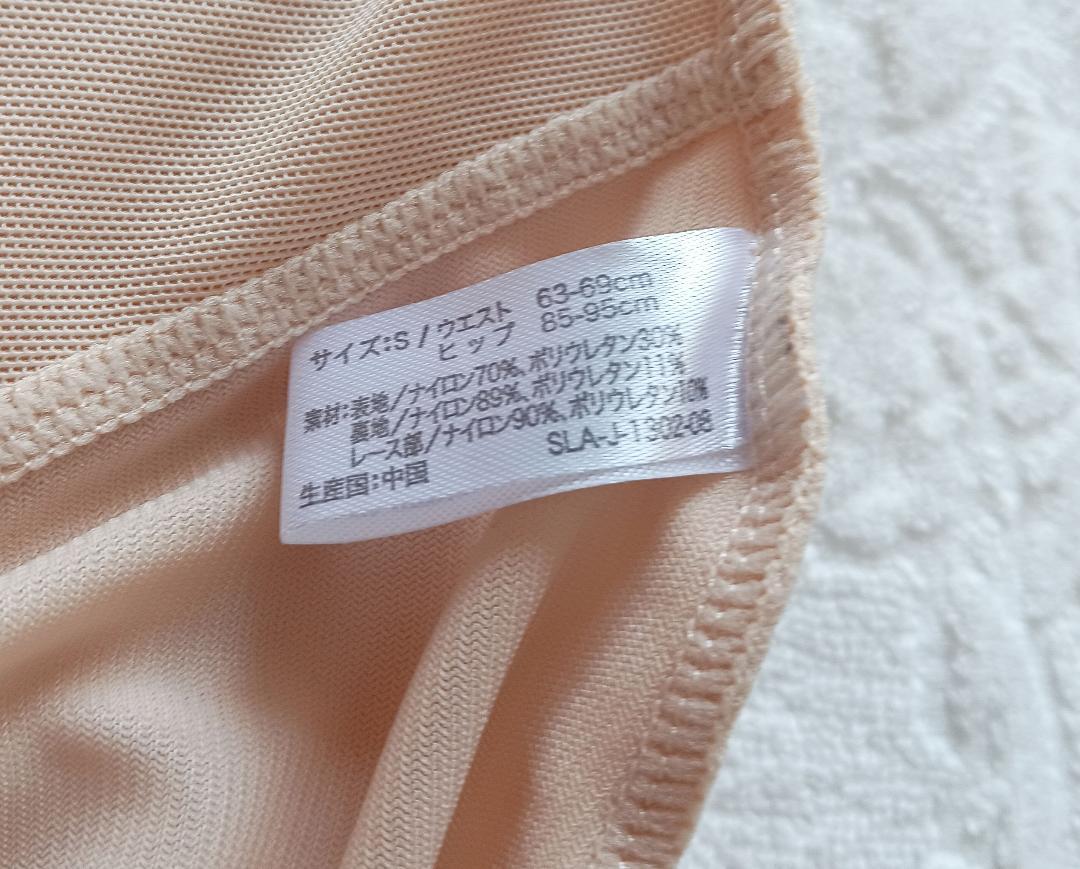 サイズ:S / ウエスト 63-69cm
ヒップ 85-95cm
素材:表地/ナイロン70%、ポリウレタン30%
裏地/ナイロン89%、ポリウレタン11%
レース部/ナイロン90%、ポリウレタン10%
SLA-J-1302-08
生産国:中国